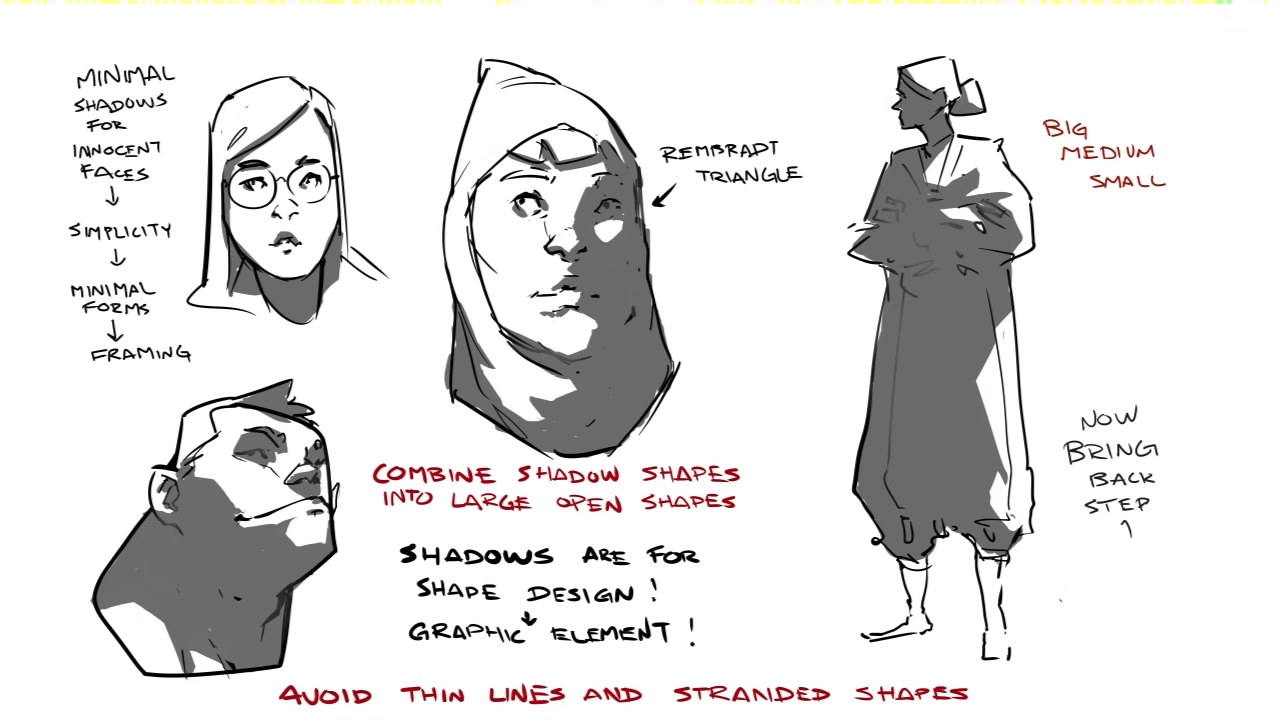 MINIMAL
SHADOWS
FOR
INNOCENT
FACES
↓
SIMPLICITY
↓
MINIMAL
FORMS
↓
FRAMING
REMBRADT
TRIANGLE
BIG
MEDIUM
SMALL
COMBINE SHADOW SHAPES
INTO LARGE OPEN SHAPES
SHADOWS ARE FOR
SHAPE DESIGN!
GRAPHIC ELEMENT!
NOW
BRING
BACK
STEP
1
AVOID THIN LINES AND STRANDED SHAPES